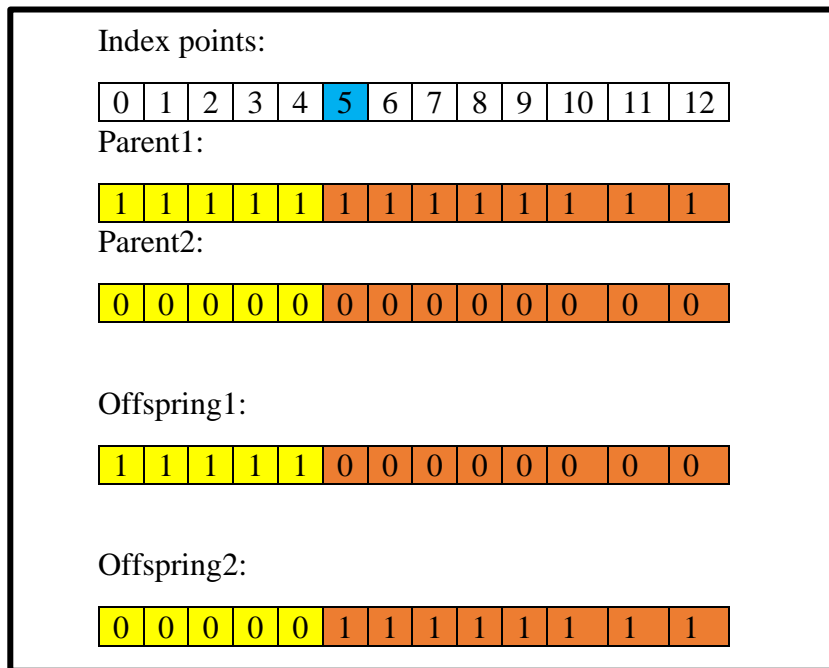 Index points:
0 1 2 3 4 5 6 7 8 9 10 11 12
Parent1:
1 1 1 1 1 1 1 1 1 1 1 1 1
Parent2:
0 0 0 0 0 0 0 0 0 0 0 0 0
Offspring1:
1 1 1 1 1 0 0 0 0 0 0 0 0
Offspring2:
0 0 0 0 0 1 1 1 1 1 1 1 1